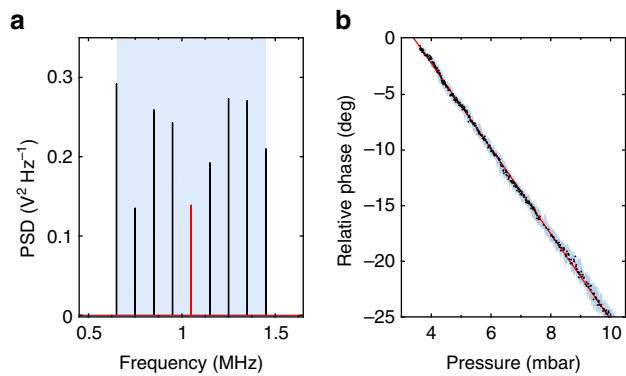 a
b
0.3
0.2
0.1
0
PSD (V² Hz⁻¹)
0.5
1
1.5
Frequency (MHz)
0
−5
−10
−15
−20
−25
Relative phase (deg)
4
6
8
10
Pressure (mbar)